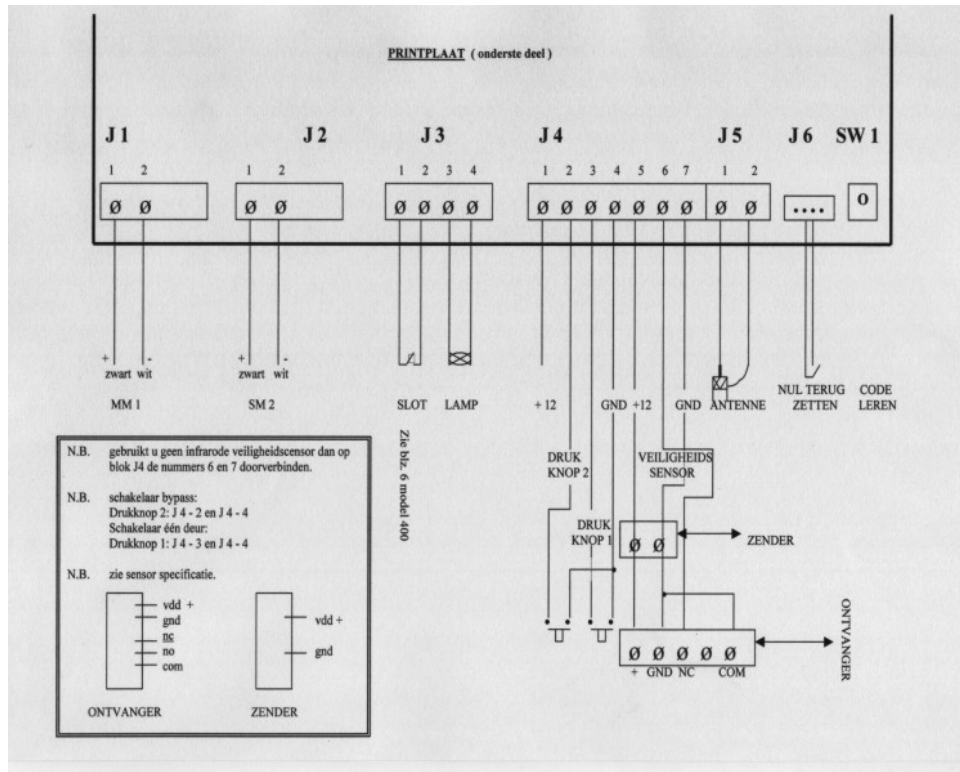 PRINTPLAAT ( onderste deel )
J 1 J 2 J 3 J 4 J 5 J 6 SW 1
1 2 1 2 1 2 3 4 1 2 3 4 5 6 7 1 2
Ø Ø Ø Ø Ø Ø Ø Ø Ø Ø Ø Ø Ø Ø Ø Ø Ø O
+ -
zwart wit
MM 1
+ -
zwart wit
SM 2
SLOT LAMP
+ 12 GND +12 GND ANTENNE
NUL TERUG
ZETTEN
CODE
LEREN
Zie blz. 6 model 400
DRUK
KNOP 2
VEILIGHEIDS
SENSOR
DRUK
KNOP 1
Ø Ø
ZENDER
Ø Ø Ø Ø Ø
+ GND NC COM
ONTVANGER
N.B. gebruikt u geen infrarode veiligheidscensor dan op
blok J4 de nummers 6 en 7 doorverbinden.
N.B. schakelaar bypass:
Drukknop 2: J 4 - 2 en J 4 - 4
Schakelaar één deur:
Drukknop 1: J 4 - 3 en J 4 - 4
N.B. zie sensor specificatie.
vdd +
gnd
nc
no
com
ONTVANGER
vdd +
gnd
ZENDER